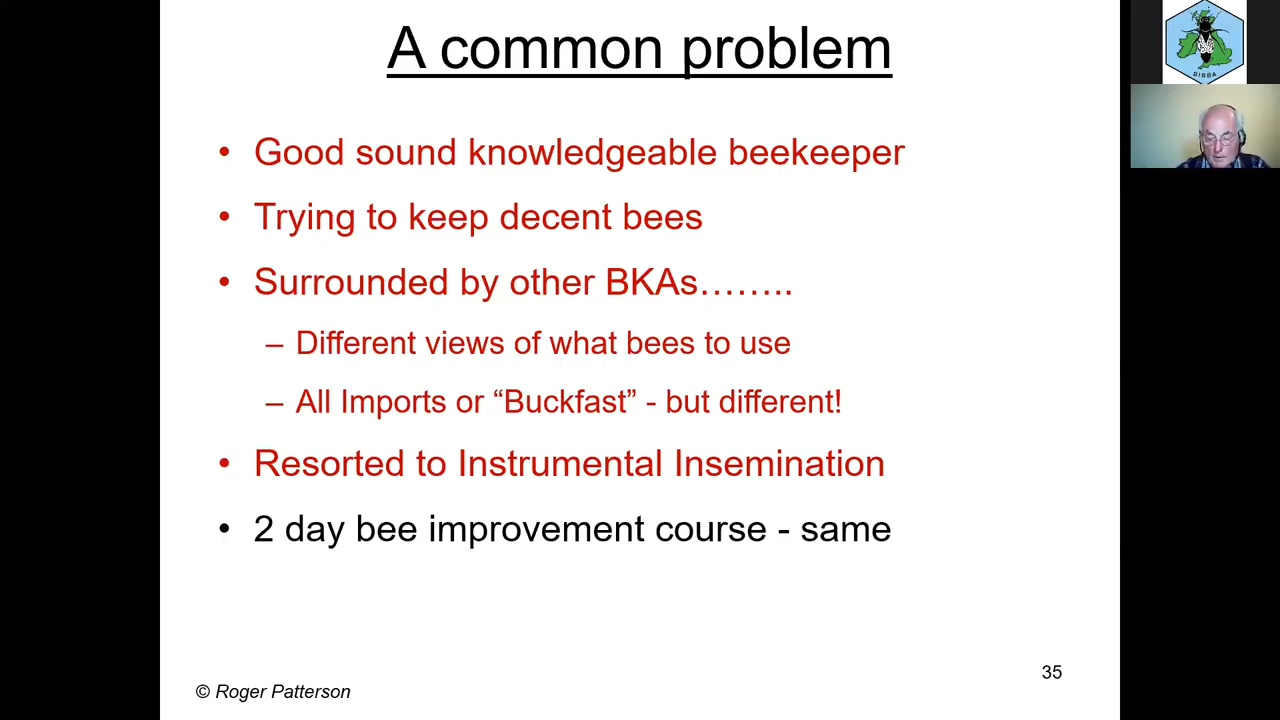 A common problem
• Good sound knowledgeable beekeeper
• Trying to keep decent bees
• Surrounded by other BKAs……..
– Different views of what bees to use
– All Imports or “Buckfast” - but different!
• Resorted to Instrumental Insemination
• 2 day bee improvement course - same
35
© Roger Patterson
BIBBA